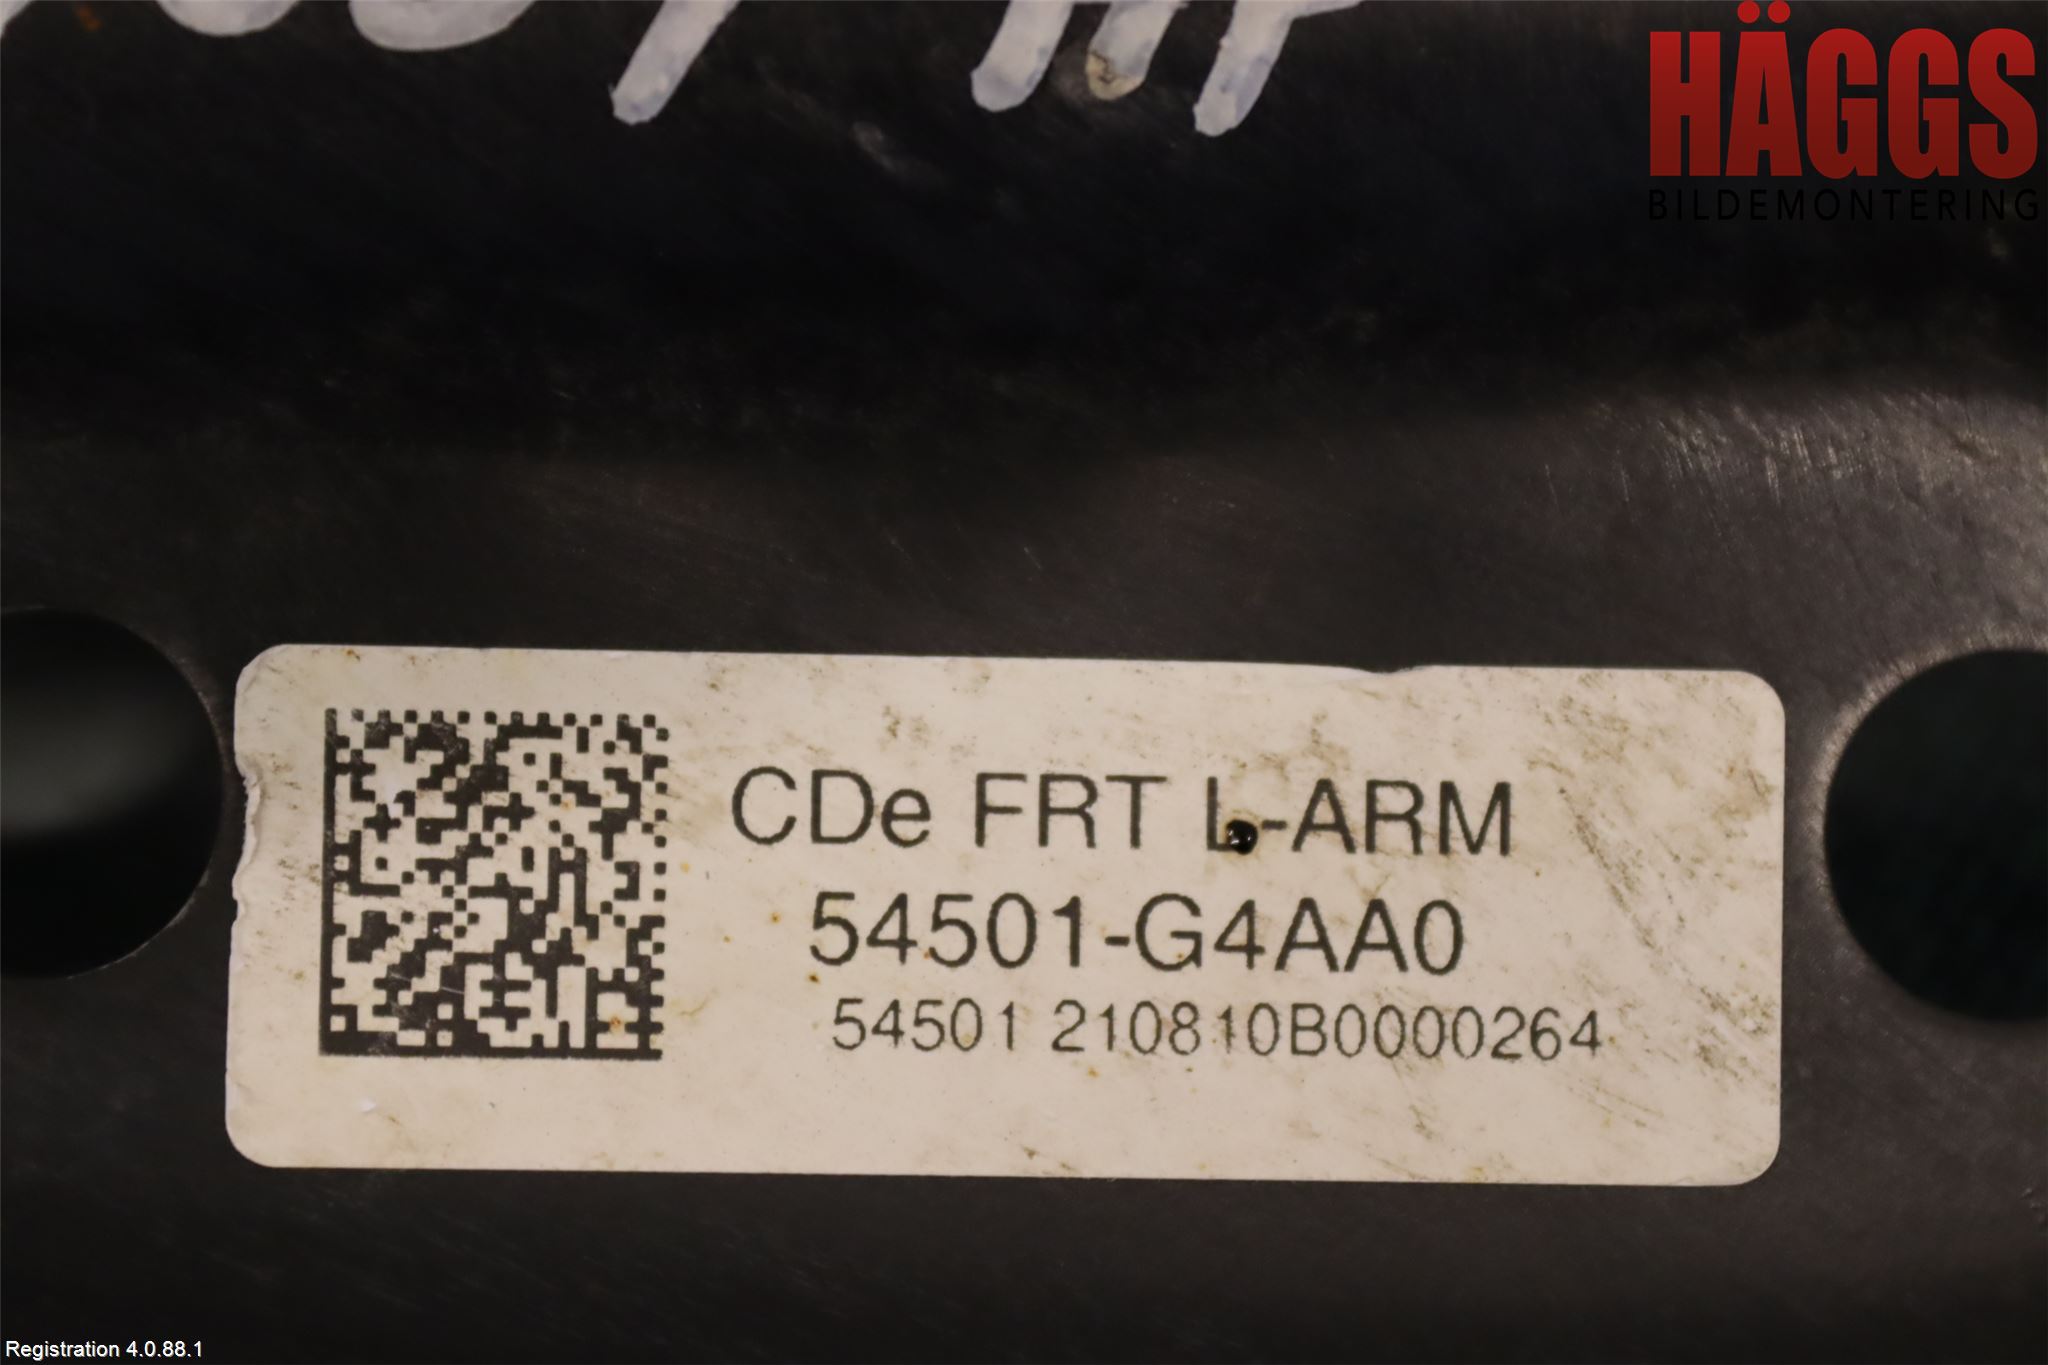 HÄGGS
BILDEMONTERING
CDe FRT L-ARM
54501-G4AA0
54501 210810B0000264
Registration 4.0.88.1